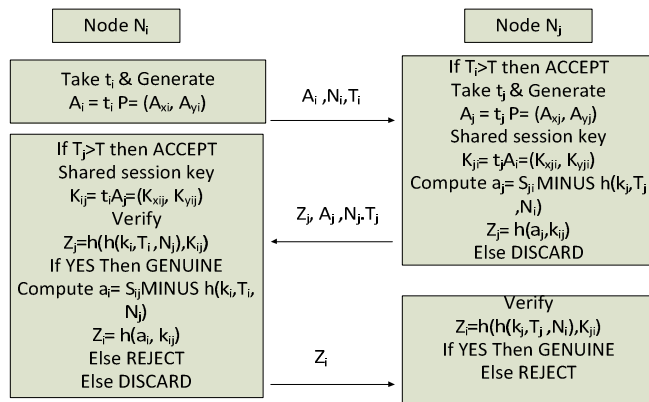 Node Nᵢ
Node Nⱼ
Take tᵢ & Generate
Aᵢ = tᵢ P= (Aₓᵢ, Aᵧᵢ)
Aᵢ ,Nᵢ,Tᵢ
If Tᵢ>T then ACCEPT
Take tⱼ & Generate
Aⱼ = tⱼ P= (Aₓⱼ, Aᵧⱼ)
Shared session key
Kⱼᵢ= tⱼAᵢ=(Kₓⱼᵢ, Kᵧⱼᵢ)
Compute aⱼ= Sⱼᵢ MINUS h(kⱼ,Tⱼ
,Nᵢ)
Zⱼ= h(aⱼ,kᵢⱼ)
Else DISCARD
If Tⱼ>T then ACCEPT
Shared session key
Kᵢⱼ= tᵢAⱼ=(Kₓᵢⱼ, Kᵧᵢⱼ)
Verify
Zⱼ=h(h(kᵢ,Tᵢ,Nⱼ),Kᵢⱼ)
If YES Then GENUINE
Compute aᵢ= SᵢⱼMINUS h(kᵢ,Tᵢ,
Nⱼ)
Zᵢ= h(aᵢ, kᵢⱼ)
Else REJECT
Else DISCARD
Zⱼ, Aⱼ ,Nⱼ,Tⱼ
Verify
Zᵢ=h(h(kⱼ,Tⱼ ,Nᵢ),Kⱼᵢ)
If YES Then GENUINE
Else REJECT
Zᵢ